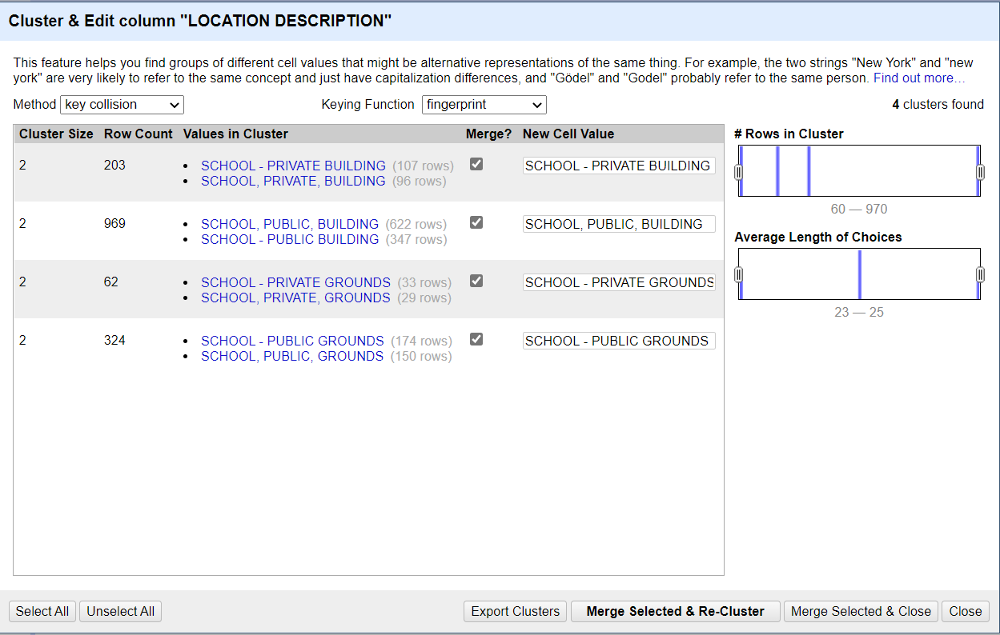 Cluster & Edit column "LOCATION DESCRIPTION"
This feature helps you find groups of different cell values that might be alternative representations of the same thing. For example, the two strings "New York" and "new
york" are very likely to refer to the same concept and just have capitalization differences, and "Gödel" and "Godel" probably refer to the same person. Find out more…
Method key collision Keying Function fingerprint 4 clusters found
Cluster Size Row Count Values in Cluster Merge? New Cell Value
2 203 • SCHOOL - PRIVATE BUILDING (107 rows) SCHOOL - PRIVATE BUILDING
• SCHOOL, PRIVATE, BUILDING (96 rows)
2 969 • SCHOOL, PUBLIC, BUILDING (622 rows) SCHOOL, PUBLIC, BUILDING
• SCHOOL - PUBLIC BUILDING (347 rows)
2 62 • SCHOOL - PRIVATE GROUNDS (33 rows) SCHOOL - PRIVATE GROUNDS
• SCHOOL, PRIVATE, GROUNDS (29 rows)
2 324 • SCHOOL - PUBLIC GROUNDS (174 rows) SCHOOL - PUBLIC GROUNDS
• SCHOOL, PUBLIC, GROUNDS (150 rows)
# Rows in Cluster
60 — 970
Average Length of Choices
23 — 25
Select All Unselect All Export Clusters Merge Selected & Re-Cluster Merge Selected & Close Close